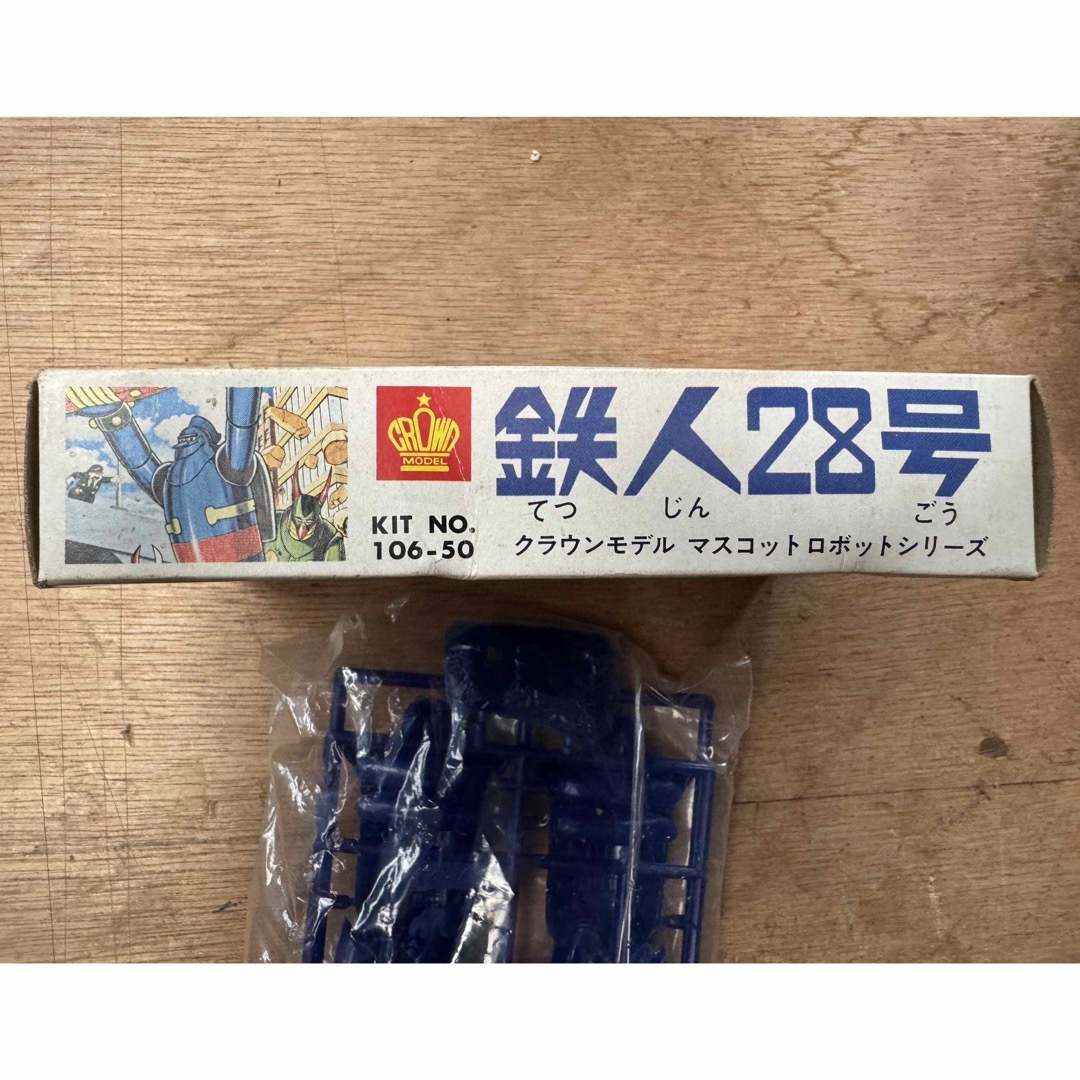 CROWN
MODEL
KIT NO.
106-50
鉄人28号
てつ じん ごう
クラウンモデル マスコットロボットシリーズ